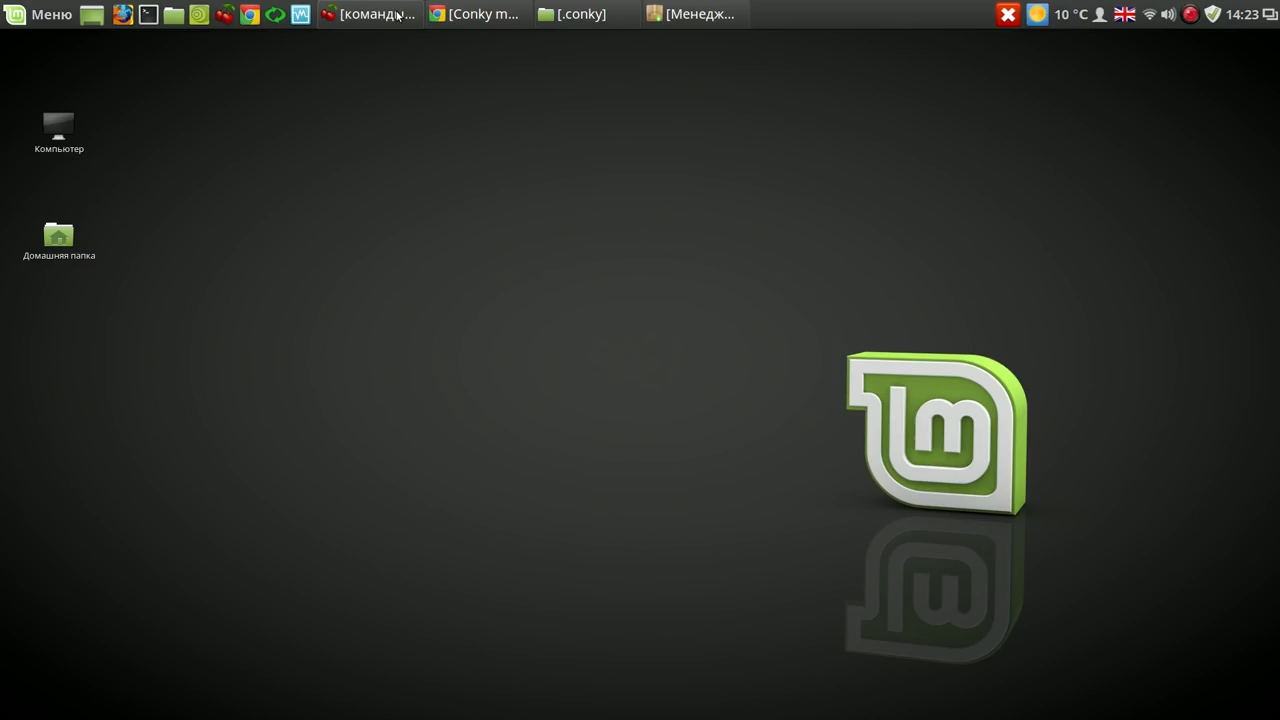 Меню
[команды...
[Conky m...
[.conky]
[Менедж...
10 °C
14:23
Компьютер
Домашняя папка